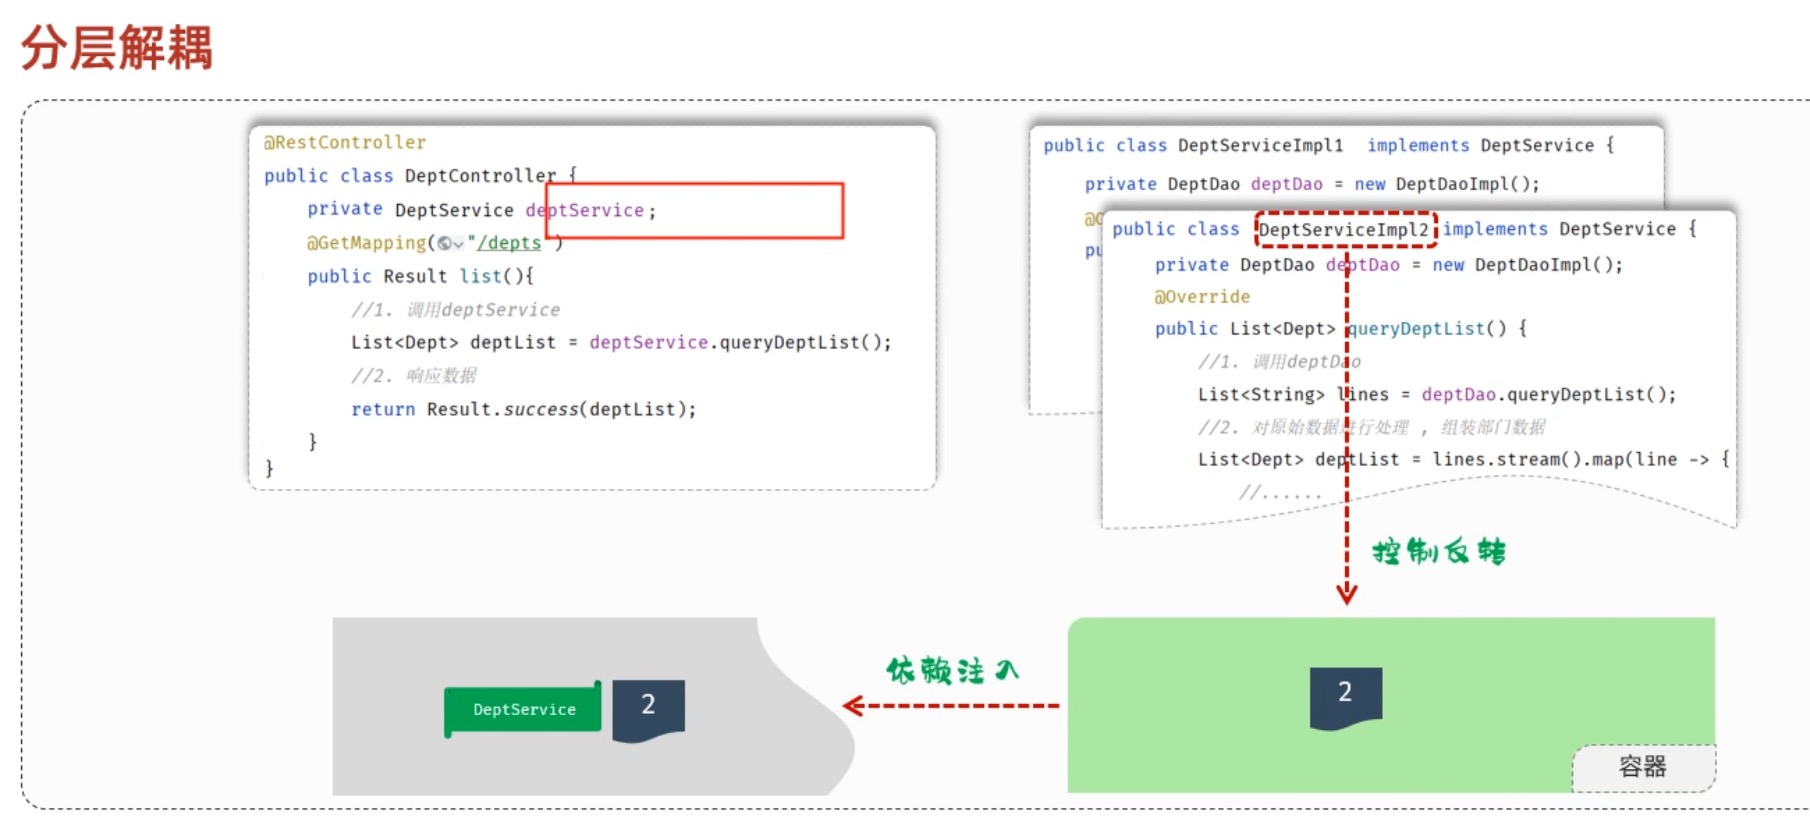 分层解耦
@RestController
public class DeptController {
private DeptService deptService;
@GetMapping("/depts")
public Result list(){
//1. 调用deptService
List<Dept> deptList = deptService.queryDeptList();
//2. 响应数据
return Result.success(deptList);
}
}
public class DeptServiceImpl1 implements DeptService {
private DeptDao deptDao = new DeptDaoImpl();
@O
pu
public class DeptServiceImpl2 implements DeptService {
private DeptDao deptDao = new DeptDaoImpl();
@Override
public List<Dept> queryDeptList() {
//1. 调用deptDao
List<String> lines = deptDao.queryDeptList();
//2. 对原始数据进行处理 , 组装部门数据
List<Dept> deptList = lines.stream().map(line -> {
//......
控制反转
依赖注入
DeptService
2
2
容器